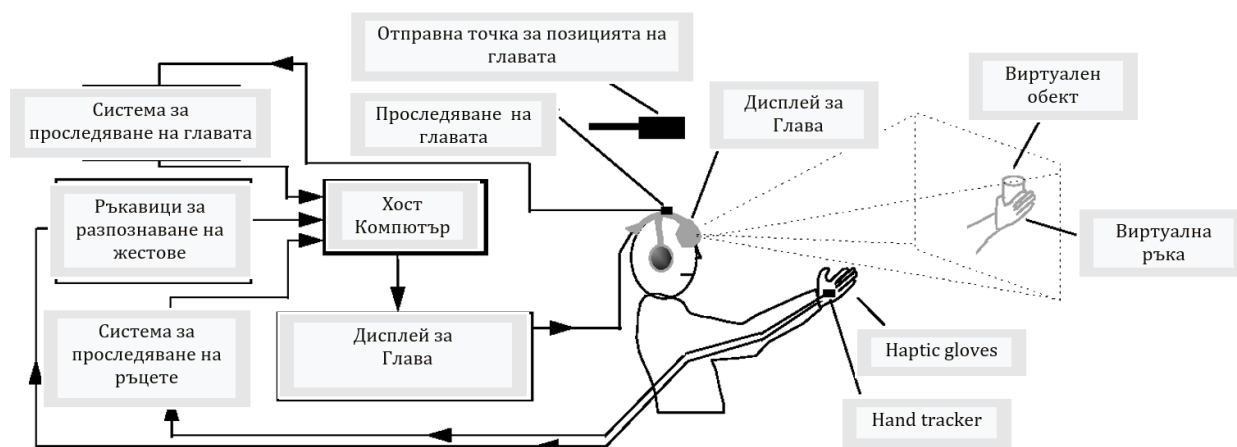 Отправна точка за позицията на
главата
Система за
проследяване на главата
Проследяване на
главата
Дисплей за
Глава
Виртуален
обект
Ръкавици за
разпознаване на
жестове
Хост
Компютър
Виртуална
ръка
Система за
проследяване на
ръцете
Дисплей за
Глава
Haptic gloves
Hand tracker